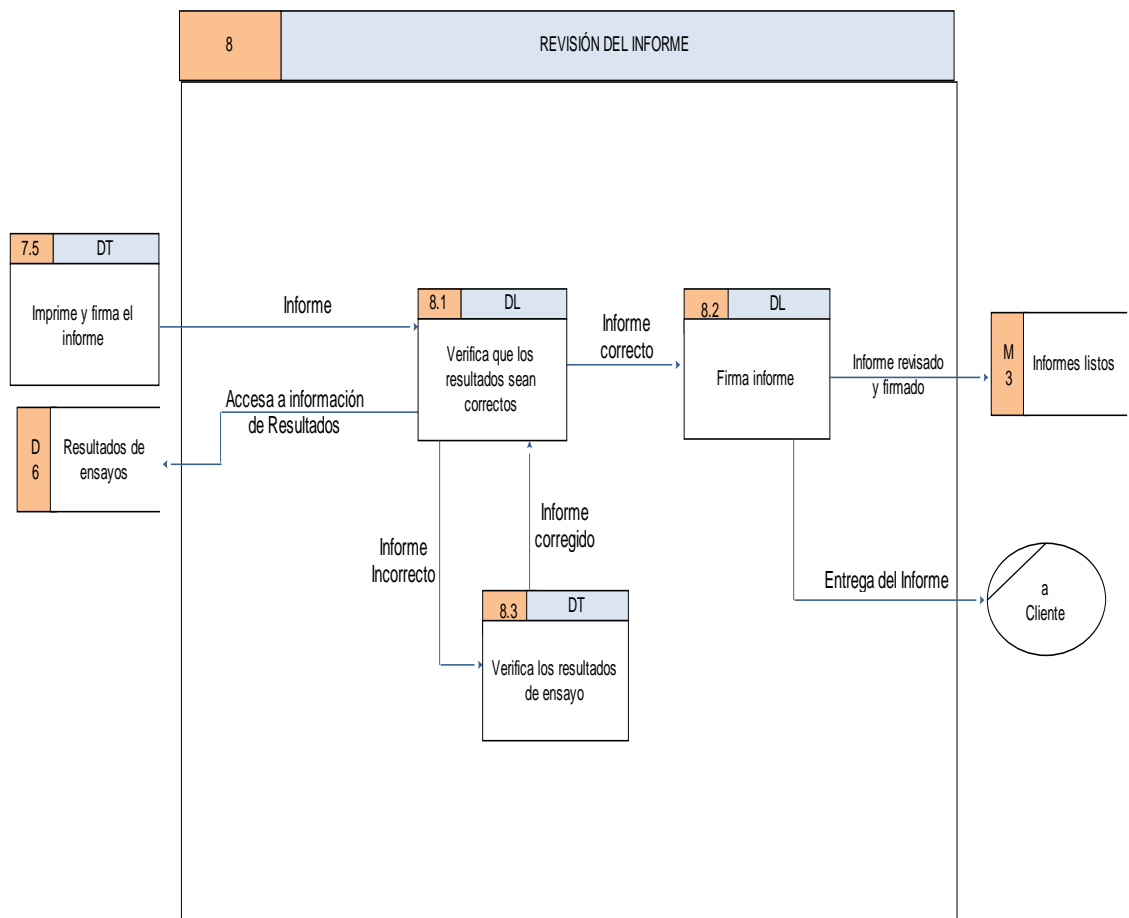 8
REVISIÓN DEL INFORME
7.5
DT
Imprime y firma el
informe
Informe
8.1
DL
Verifica que los
resultados sean
correctos
Informe
correcto
8.2
DL
Firma informe
Informe revisado
y firmado
M
3
Informes listos
Accesa a información
de Resultados
D
6
Resultados de
ensayos
Informe
Incorrecto
Informe
corregido
8.3
DT
Verifica los resultados
de ensayo
Entrega del Informe
a
Cliente